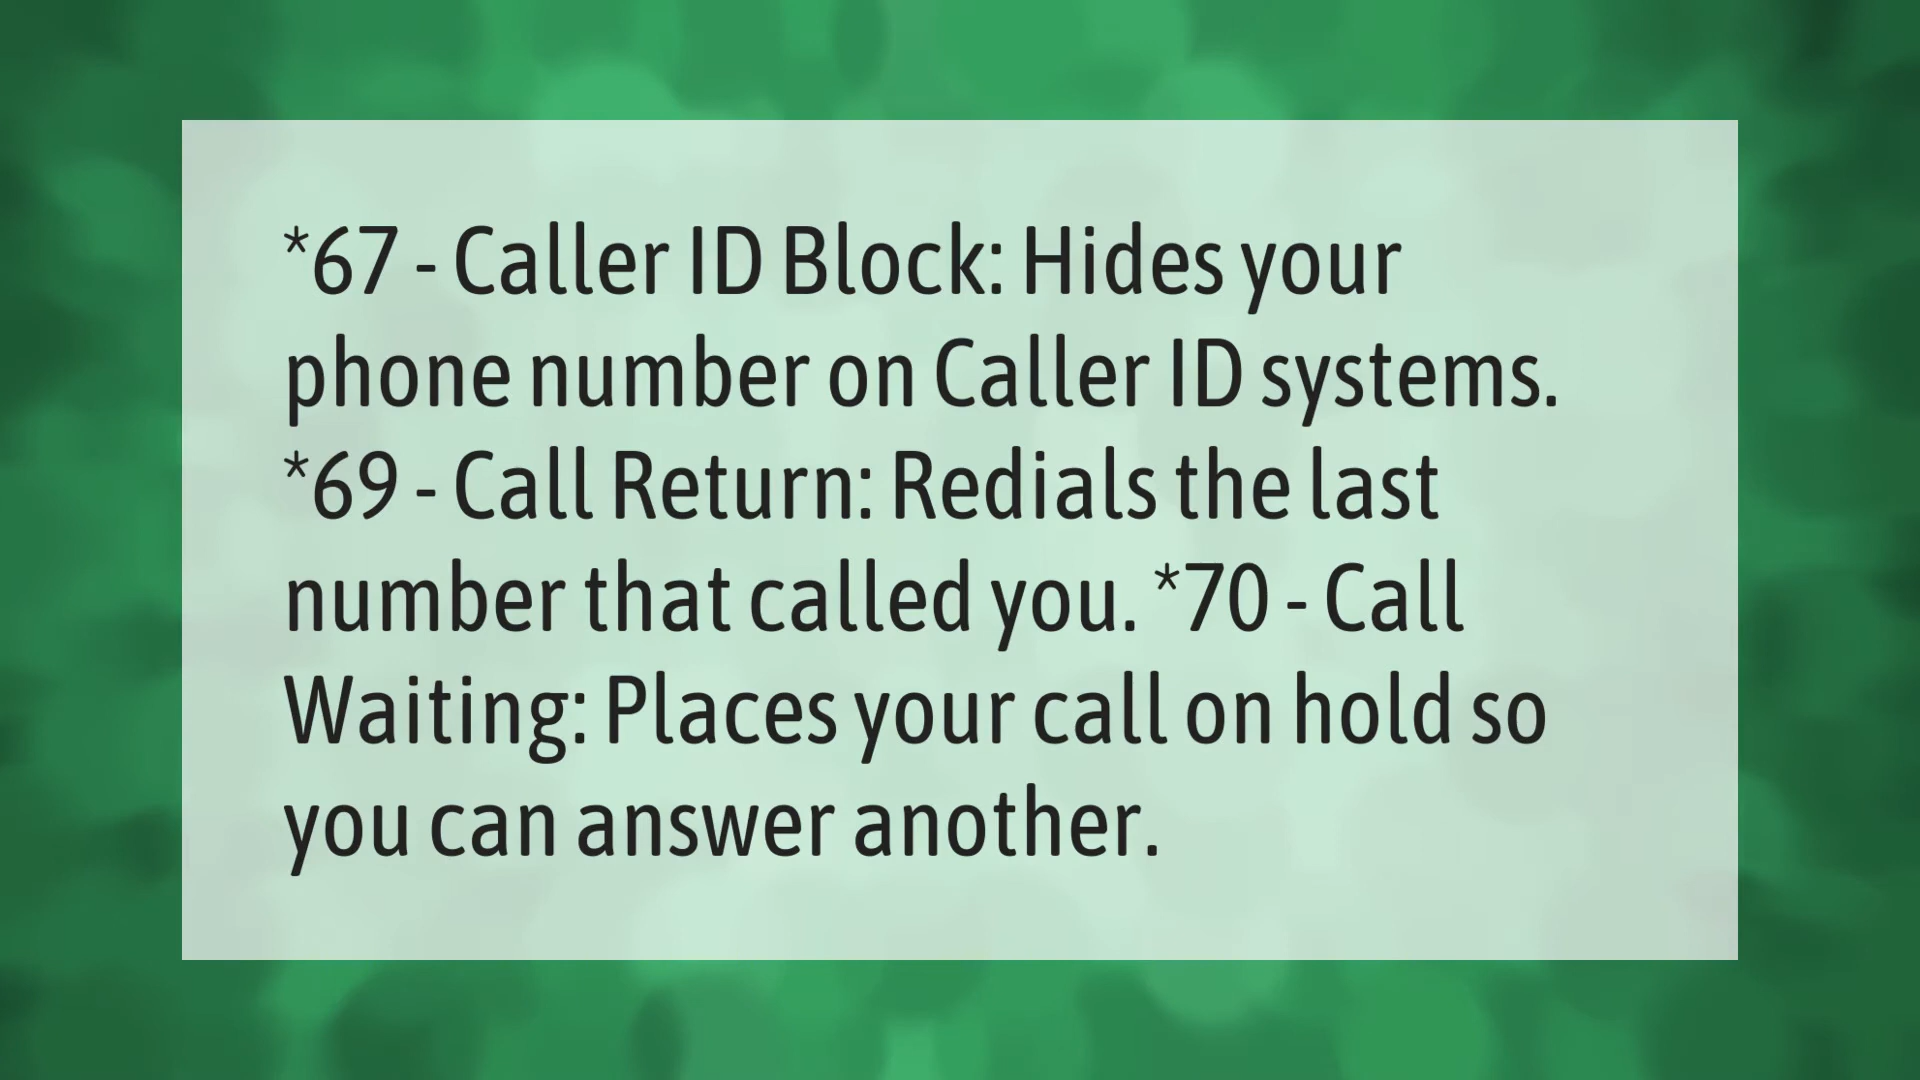 *67 - Caller ID Block: Hides your
phone number on Caller ID systems.
*69 - Call Return: Redials the last
number that called you. *70 - Call
Waiting: Places your call on hold so
you can answer another.